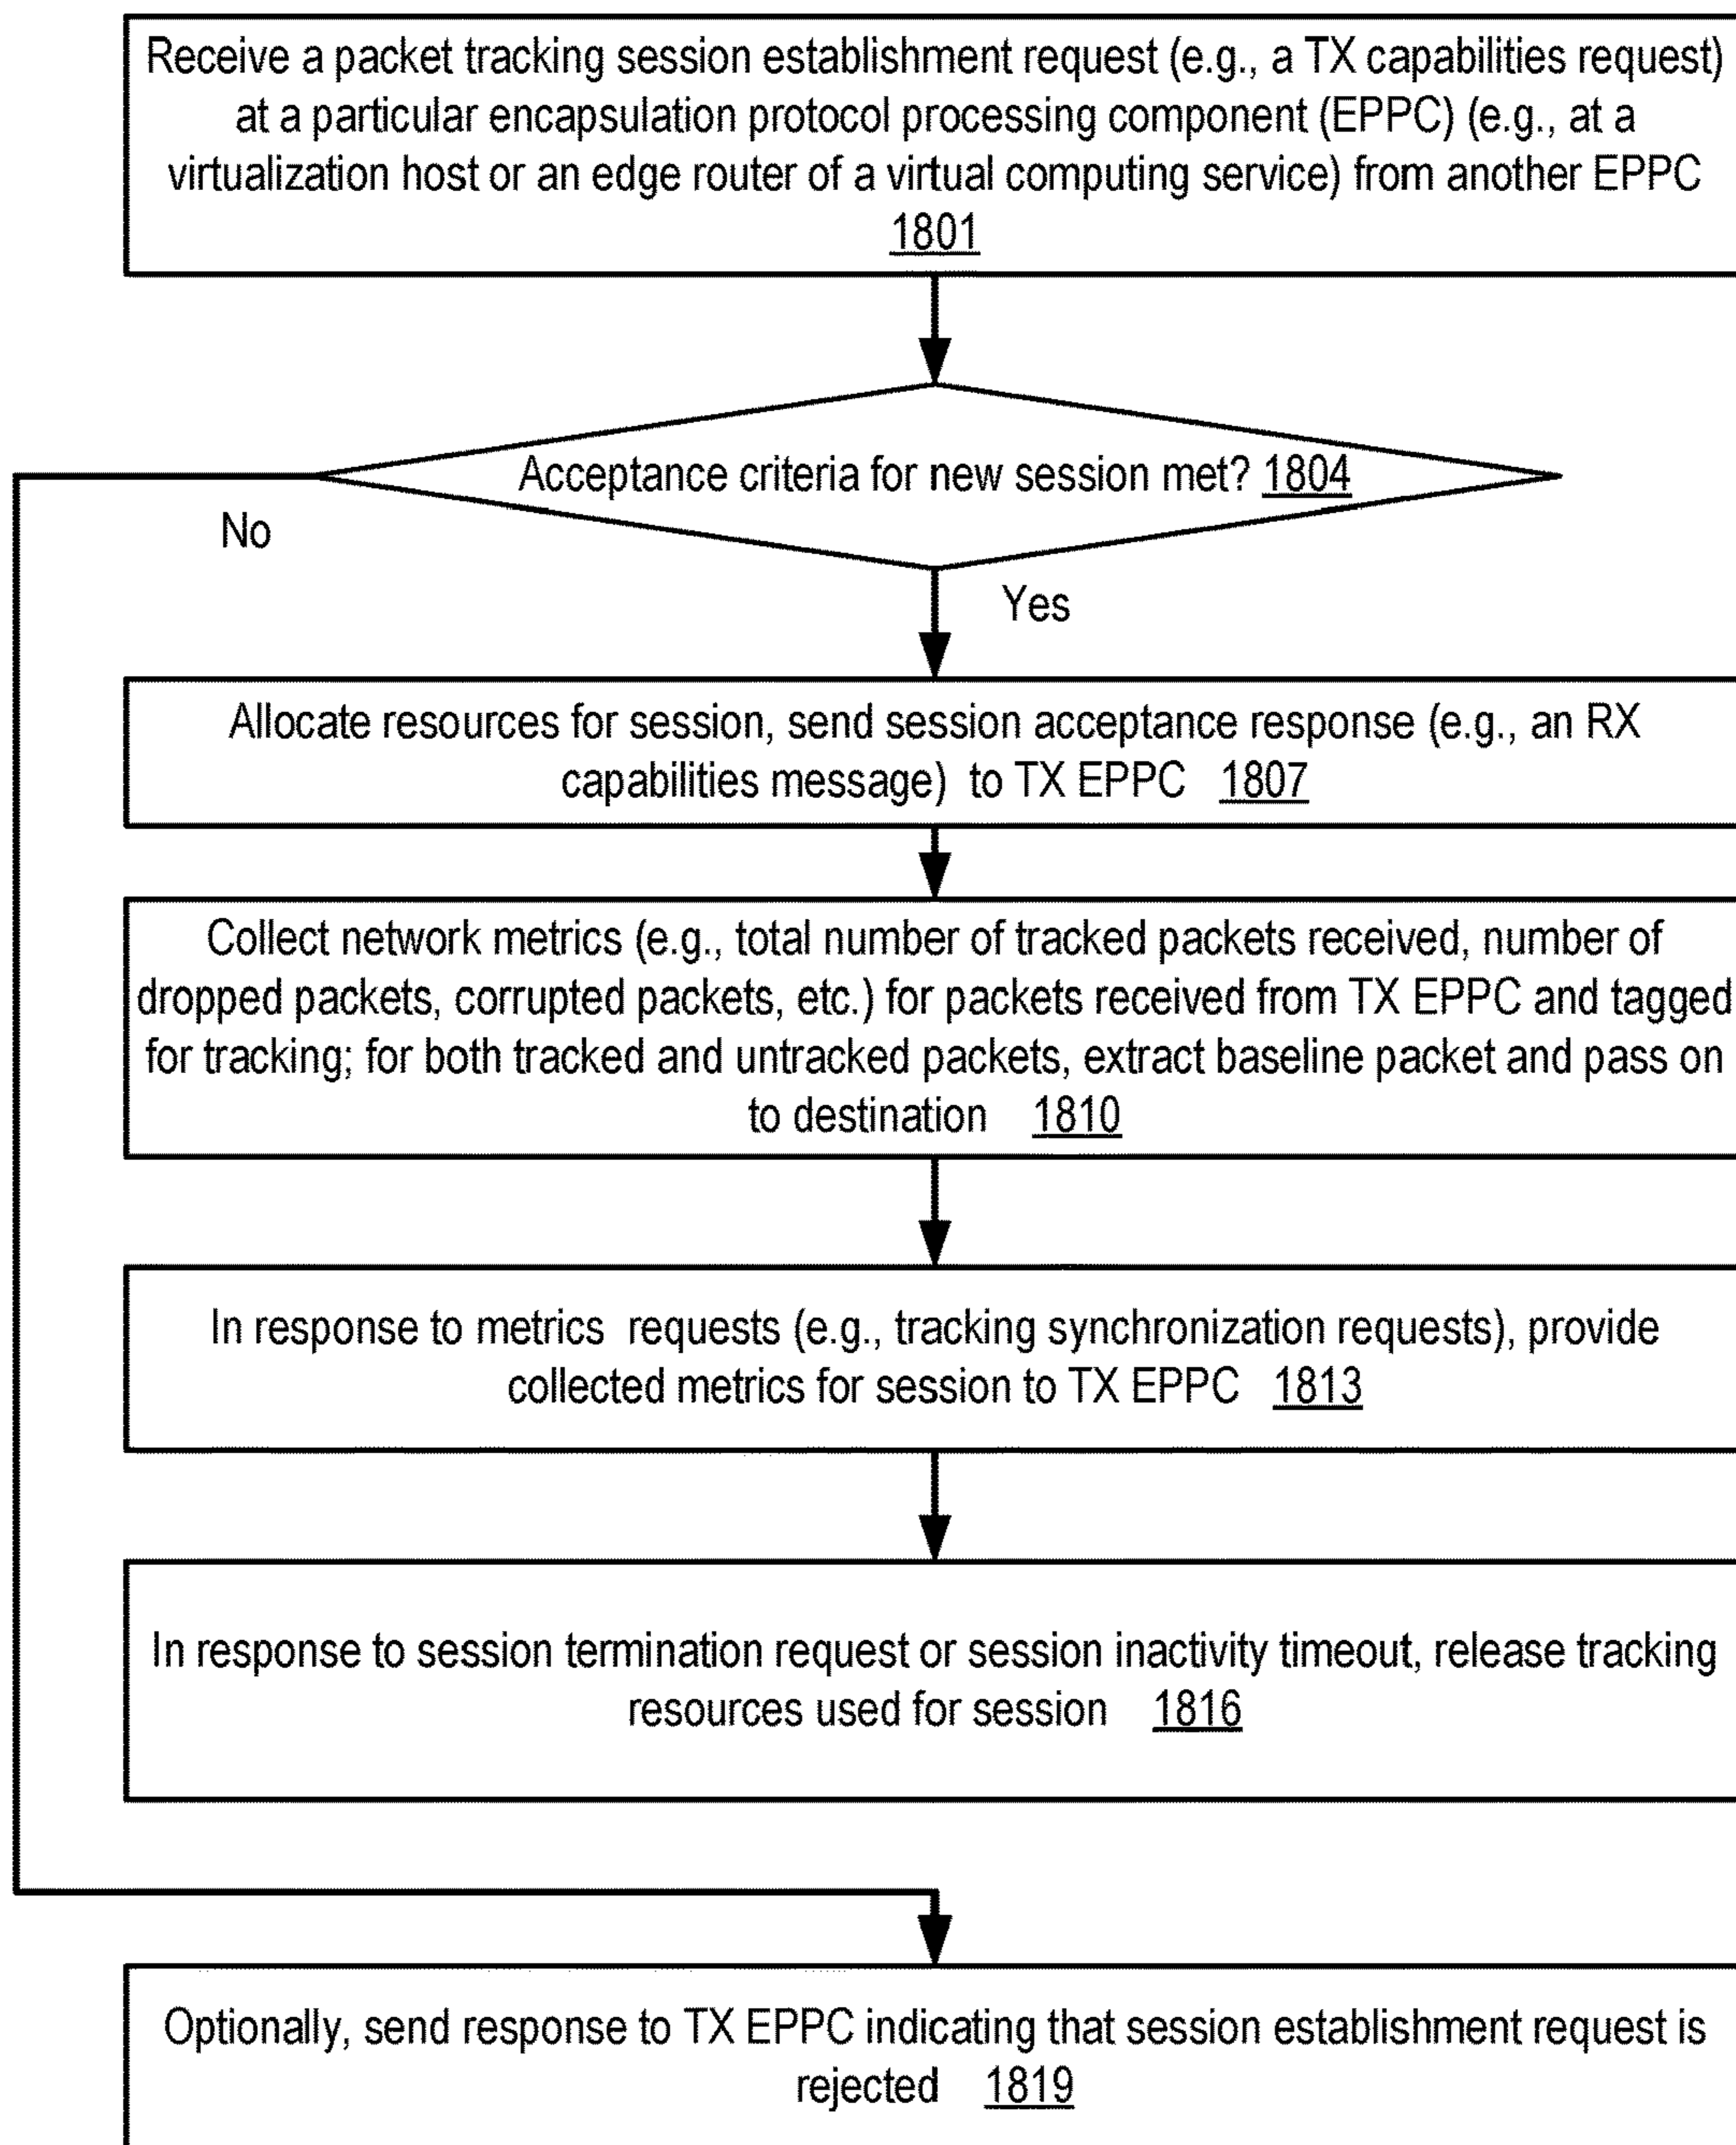 Receive a packet tracking session establishment request (e.g., a TX capabilities request)
at a particular encapsulation protocol processing component (EPPC) (e.g., at a
virtualization host or an edge router of a virtual computing service) from another EPPC
1801
Acceptance criteria for new session met? 1804
No
Yes
Allocate resources for session, send session acceptance response (e.g., an RX
capabilities message) to TX EPPC 1807
Collect network metrics (e.g., total number of tracked packets received, number of
dropped packets, corrupted packets, etc.) for packets received from TX EPPC and tagged
for tracking; for both tracked and untracked packets, extract baseline packet and pass on
to destination 1810
In response to metrics requests (e.g., tracking synchronization requests), provide
collected metrics for session to TX EPPC 1813
In response to session termination request or session inactivity timeout, release tracking
resources used for session 1816
Optionally, send response to TX EPPC indicating that session establishment request is
rejected 1819